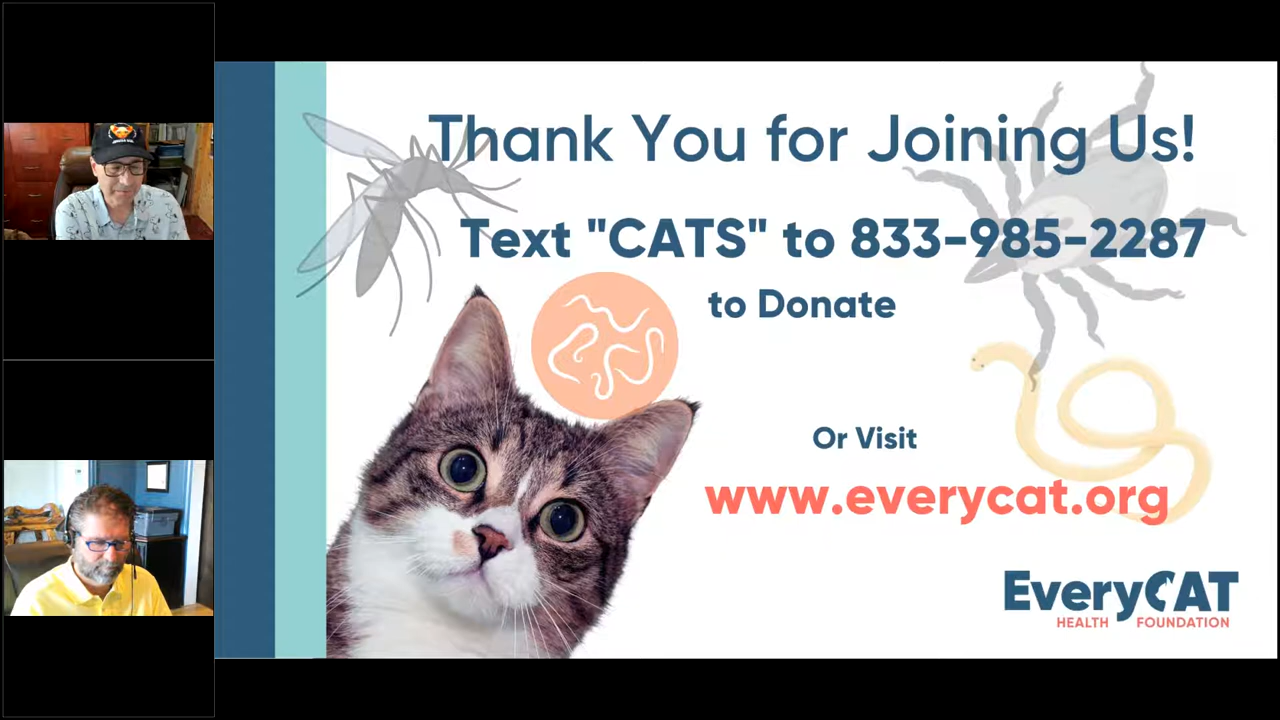 Thank You for Joining Us!
Text "CATS" to 833-985-2287
to Donate
Or Visit
www.everycat.org
EveryCAT
HEALTH FOUNDATION